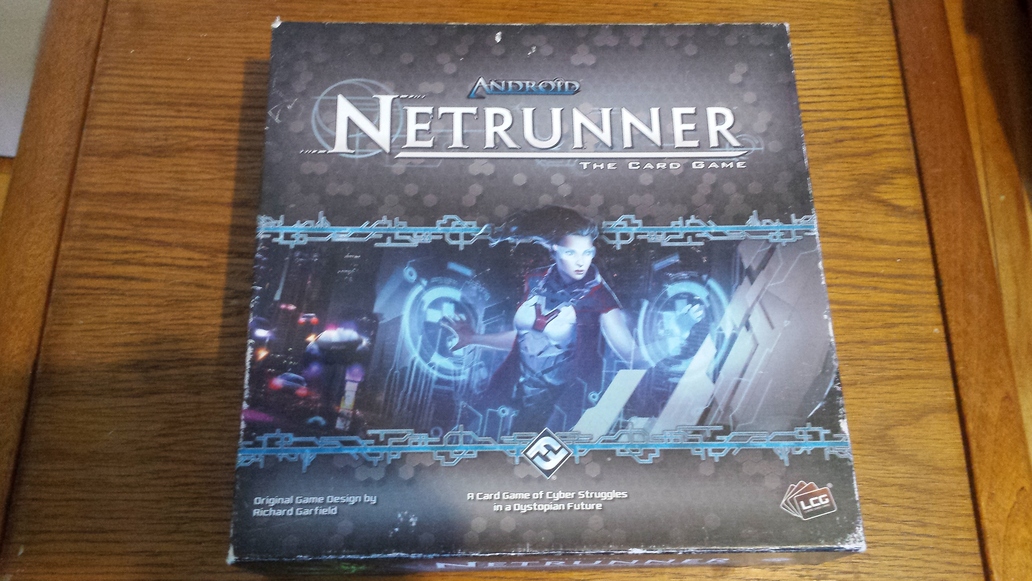 ANDROID
NETRUNNER
THE CARD GAME
Original Game Design by
Richard Garfield
A Card Game of Cyber Struggles
in a Dystopian Future
LCG
NETRUNNER